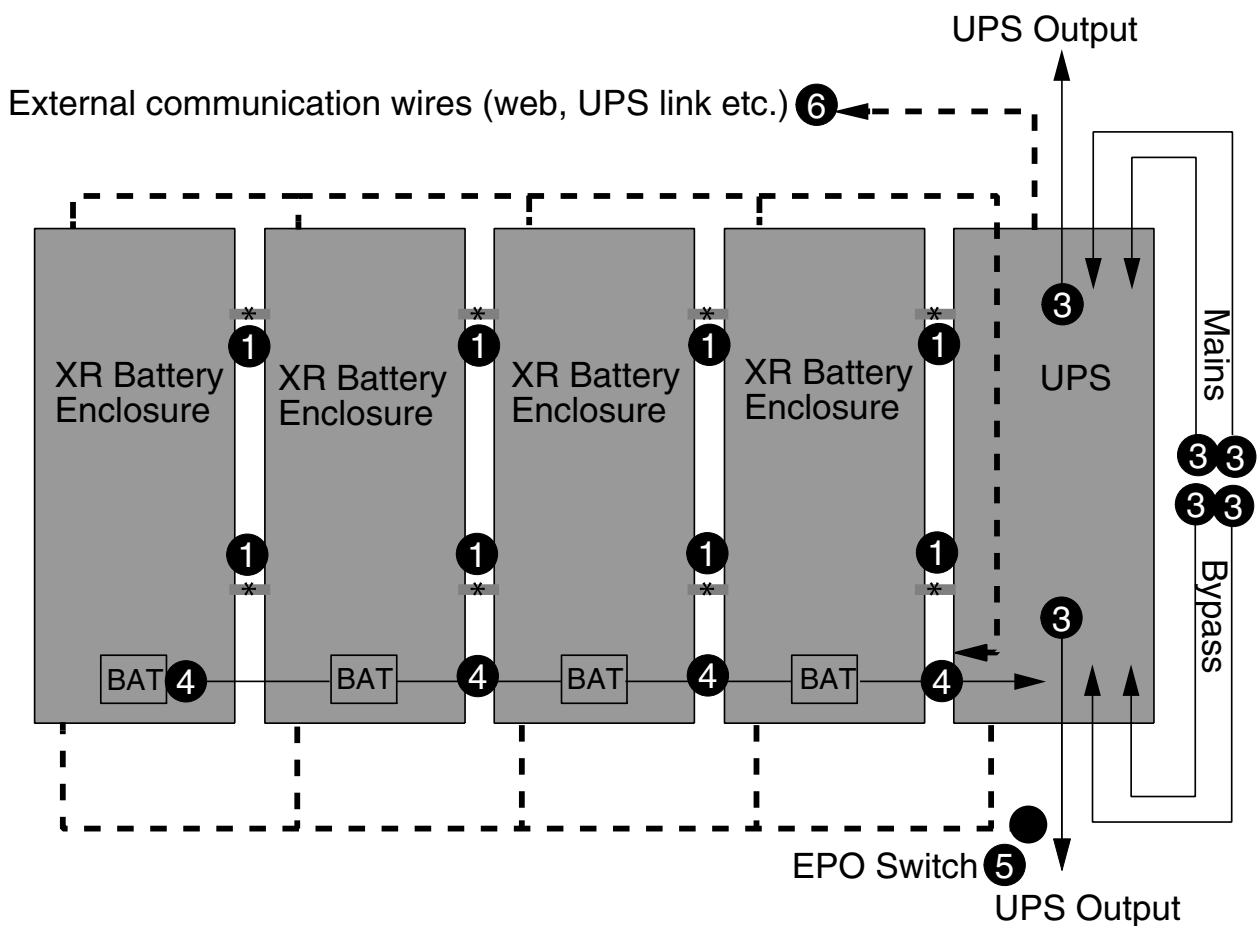 UPS Output
External communication wires (web, UPS link etc.) 6
* * * *
1 1 1 1
3
XR Battery
Enclosure
XR Battery
Enclosure
XR Battery
Enclosure
XR Battery
Enclosure
UPS
Mains
3 3
3 3
Bypass
1 1 1 1
* * * *
3
BAT 4
BAT 4
BAT 4
BAT 4
EPO Switch 5
UPS Output